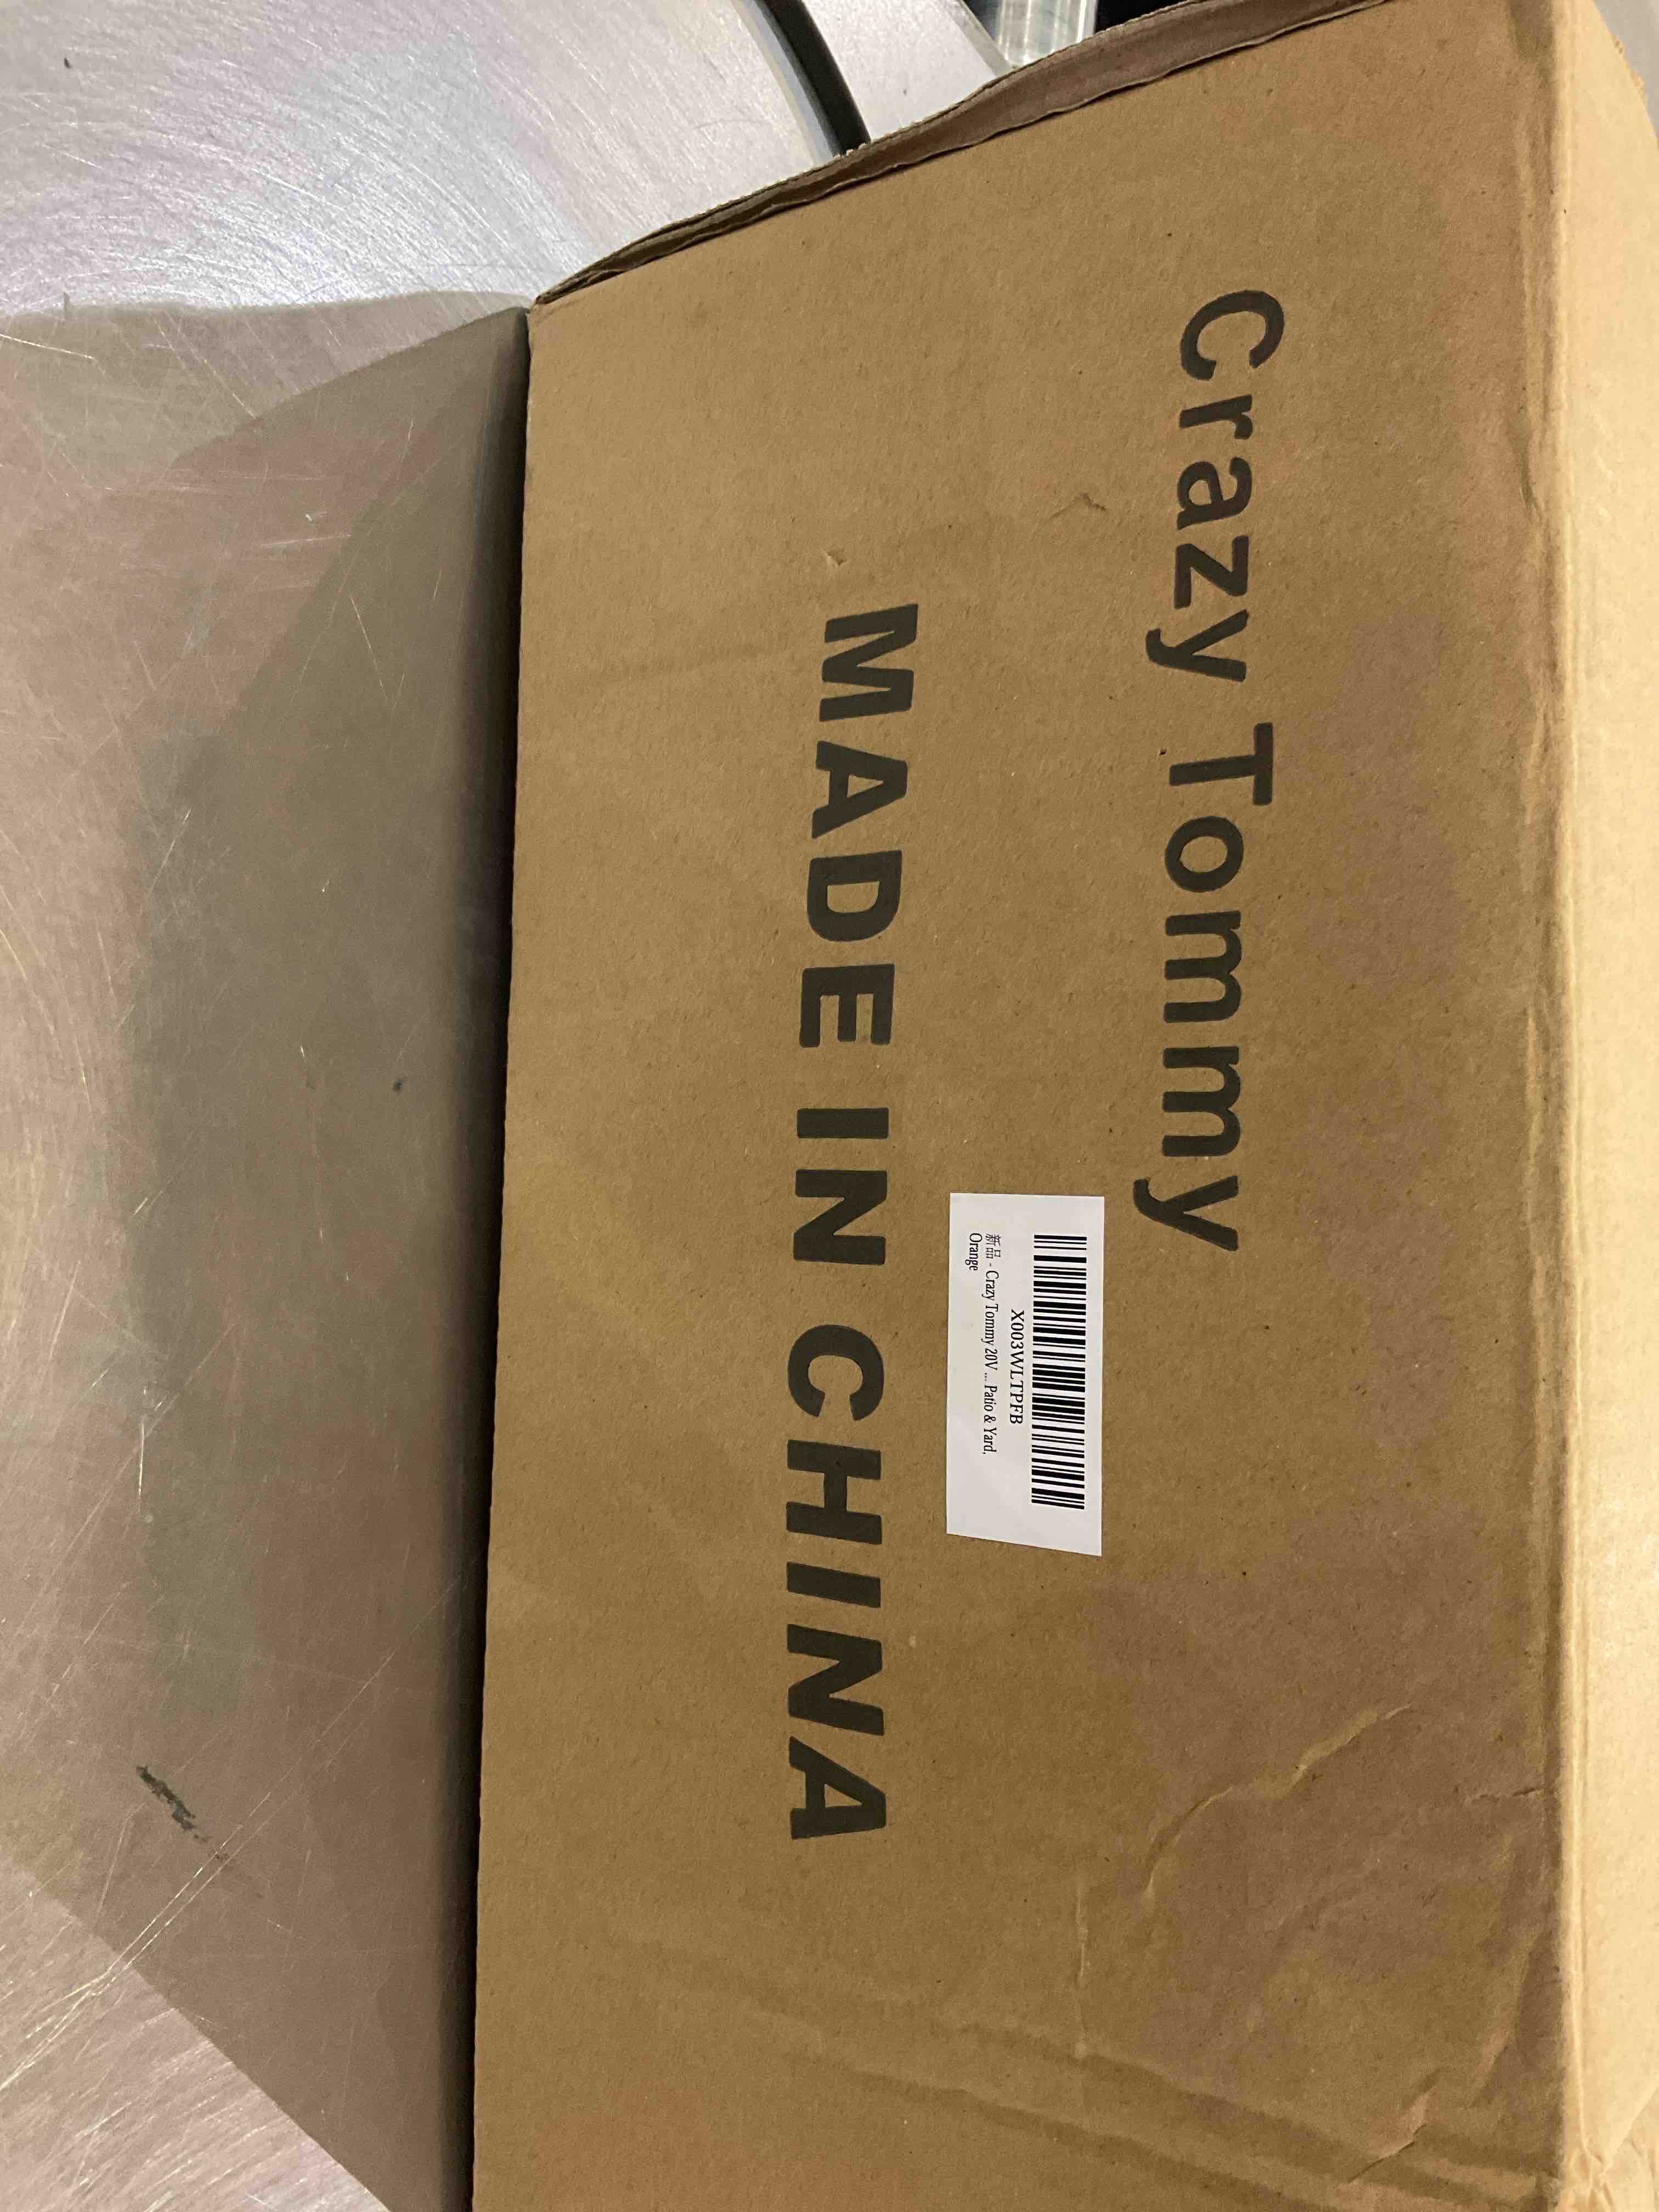 Crazy Tommy
X003WLTPFB
新品 - Crazy Tommy 20V ... Patio & Yard,
Orange
MADE IN CHINA